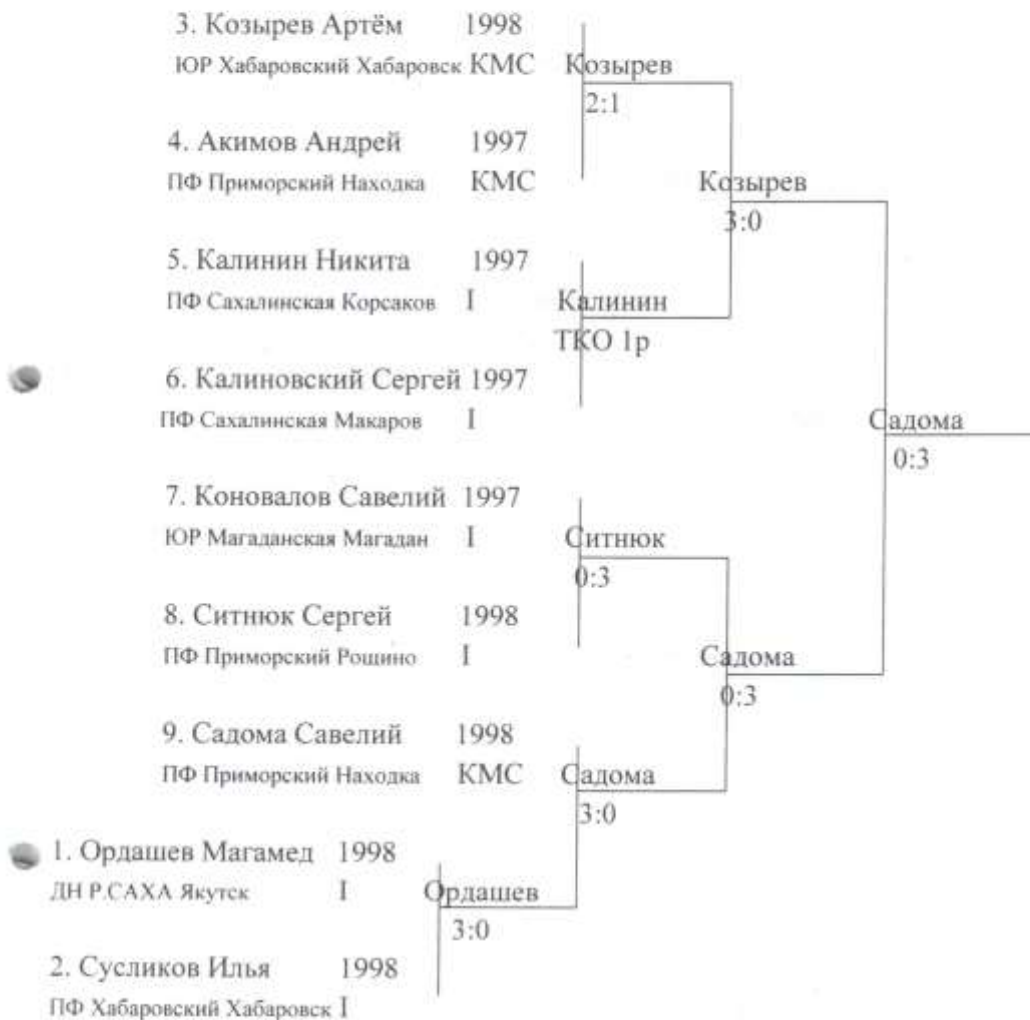 3. Козырев Артём 1998
ЮР Хабаровский Хабаровск КМС Козырев
2:1
4. Акимов Андрей 1997
ПФ Приморский Находка КМС Козырев
3:0
5. Калинин Никита 1997
ПФ Сахалинская Корсаков I Калинин
ТКО 1р
6. Калиновский Сергей 1997
ПФ Сахалинская Макаров I Садома
0:3
7. Коновалов Савелий 1997
ЮР Магаданская Магадан I Ситнюк
0:3
8. Ситнюк Сергей 1998
ПФ Приморский Рощино I Садома
0:3
9. Садома Савелий 1998
ПФ Приморский Находка КМС Садома
3:0
1. Ордашев Магамед 1998
ДН Р.САХА Якутск I Ордашев
3:0
2. Сусликов Илья 1998
ПФ Хабаровский Хабаровск I